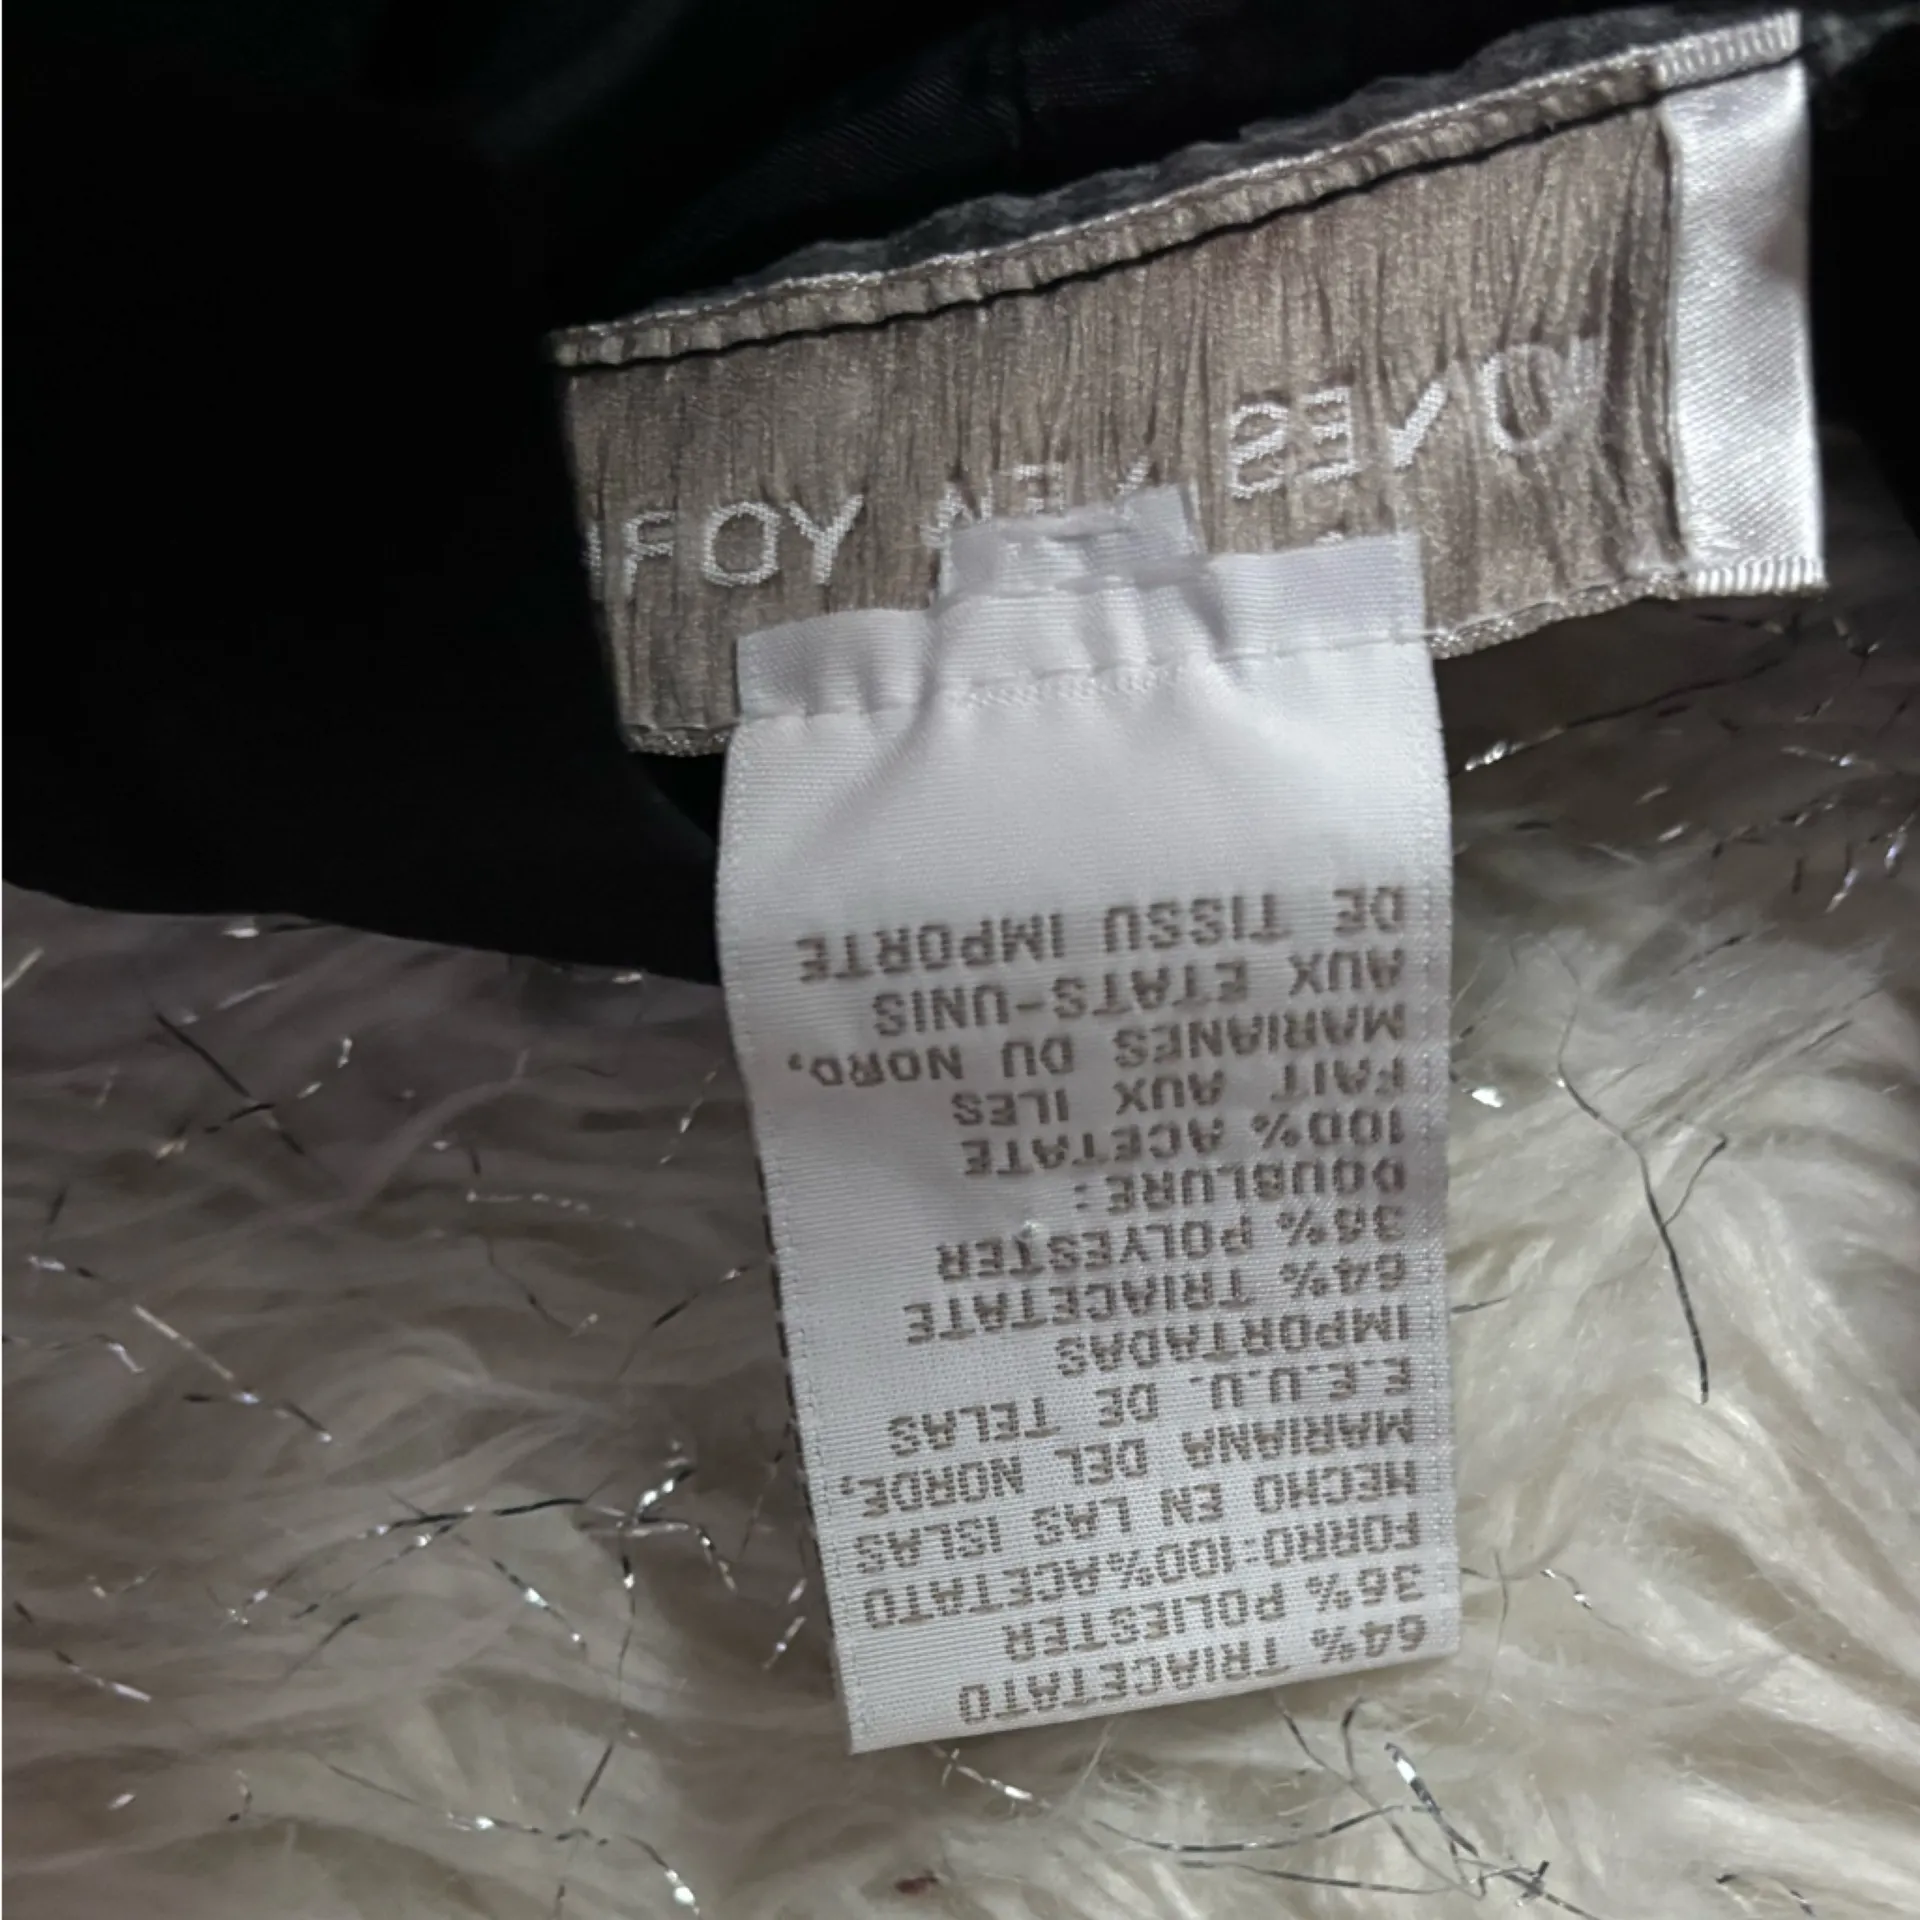 64% TRIACETATO
36% POLIESTER
FORRO:100%ACETATO
HECHO EN LAS ISLAS
MARIANA DEL NORDE,
E.E.U.U. DE TELAS
IMPORTADAS
64% TRIACETATE
36% POLYESTER
DOUBLURE:
100% ACETATE
FAIT AUX ILES
MARIANES DU NORD,
AUX ETATS-UNIS
DE TISSU IMPORTE